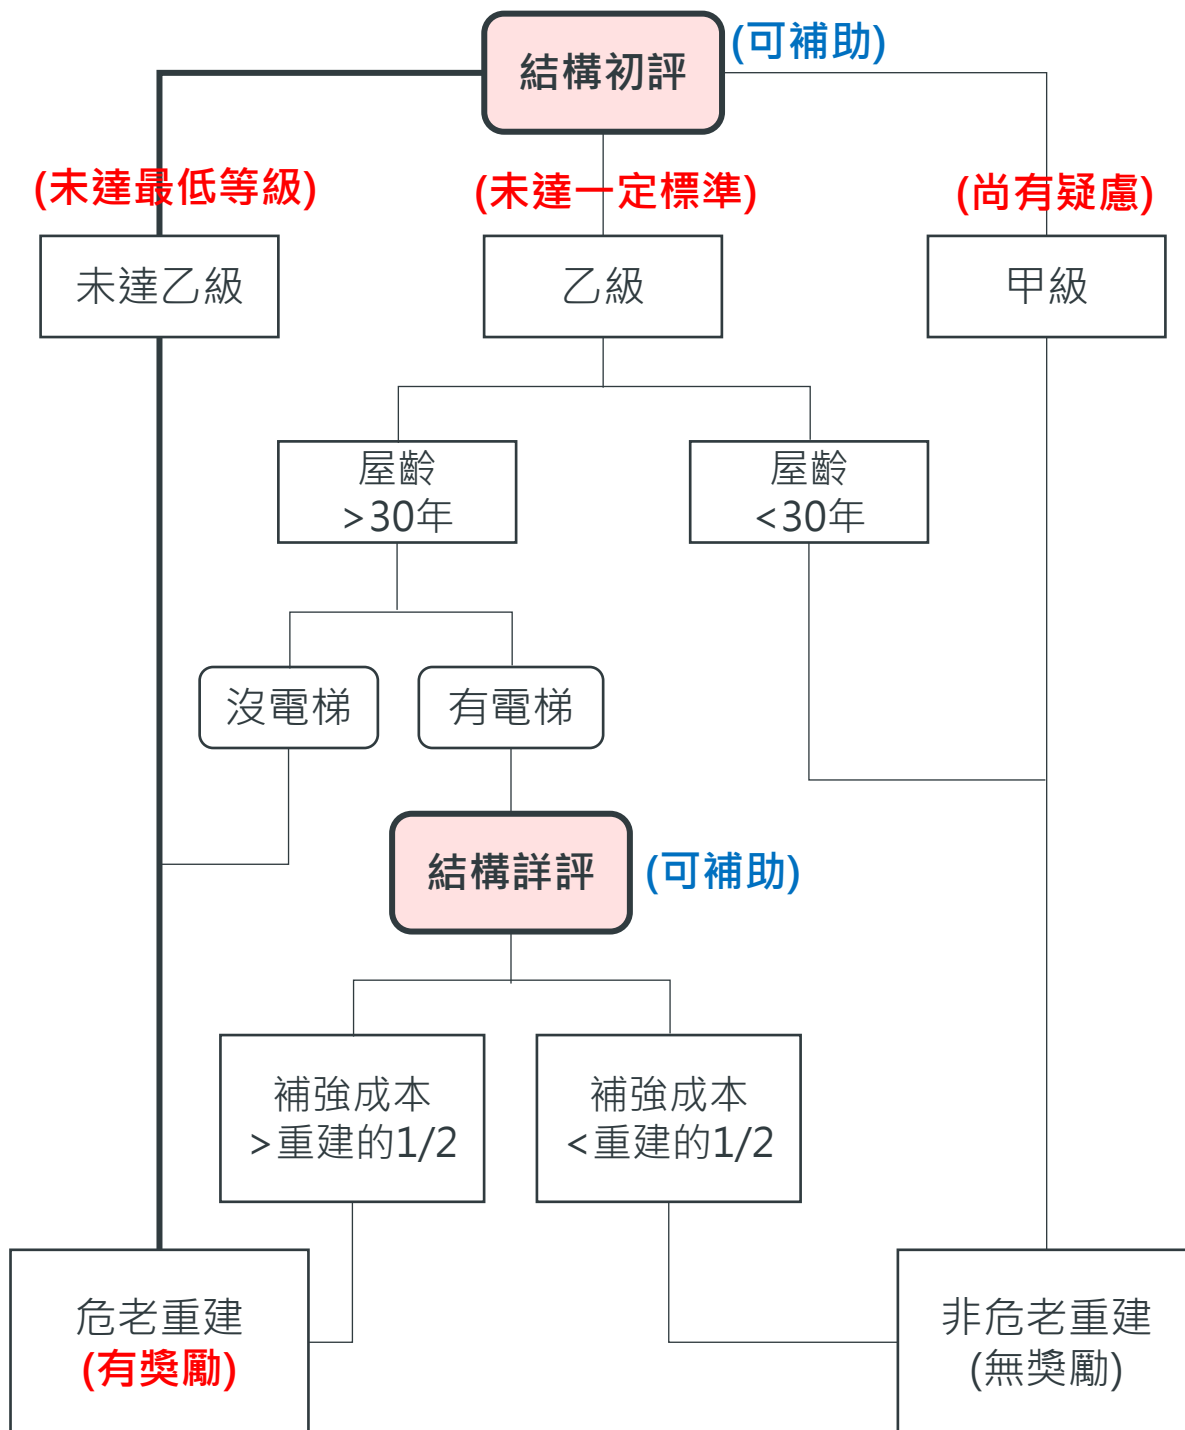 結構初評
(可補助)
(未達最低等級)
(未達一定標準)
(尚有疑慮)
未達乙級
乙級
甲級
屋齡
>30年
屋齡
<30年
沒電梯
有電梯
結構詳評
(可補助)
補強成本
>重建的1/2
補強成本
<重建的1/2
危老重建
(有獎勵)
非危老重建
(無獎勵)